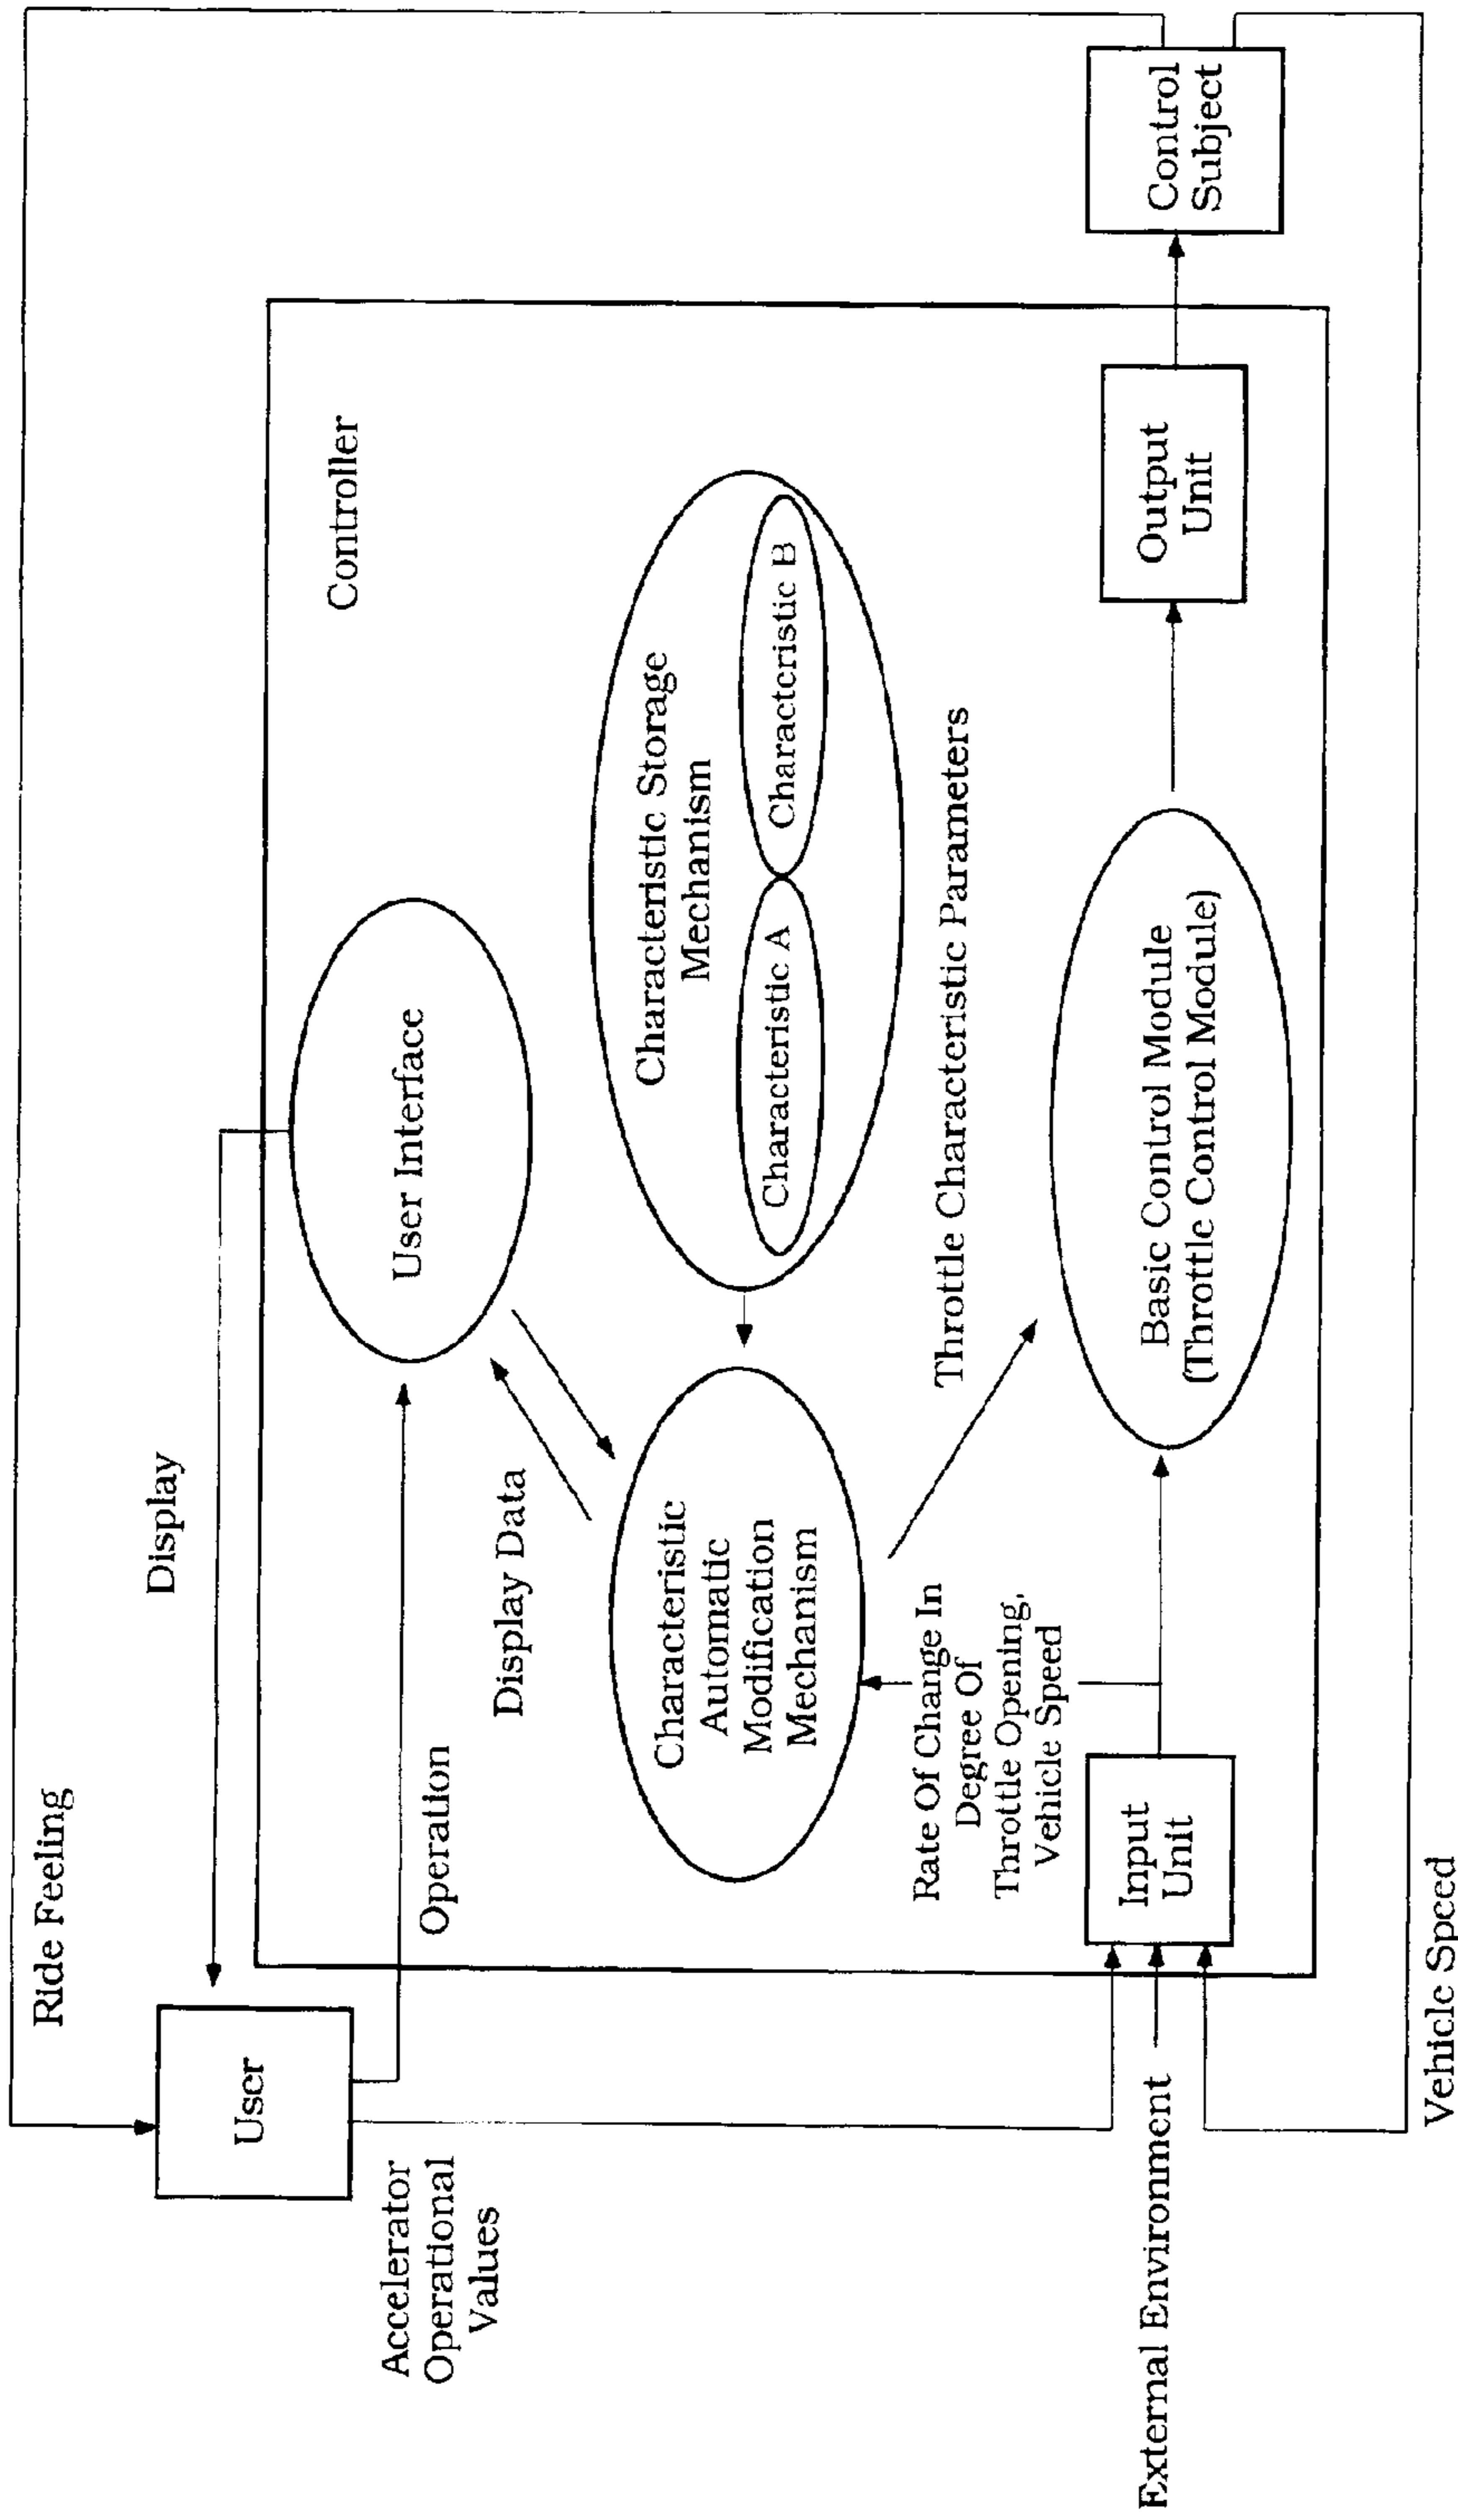 Ride Feeling
Display
User
Accelerator
Operational
Values
Operation
Display Data
User Interface
Controller
Characteristic Storage
Mechanism
Characteristic A
Characteristic B
Characteristic
Automatic
Modification
Mechanism
Throttle Characteristic Parameters
Rate Of Change In
Degree Of
Throttle Opening,
Vehicle Speed
Input
Unit
Basic Control Module
(Throttle Control Module)
Output
Unit
Control
Subject
External Environment
Vehicle Speed